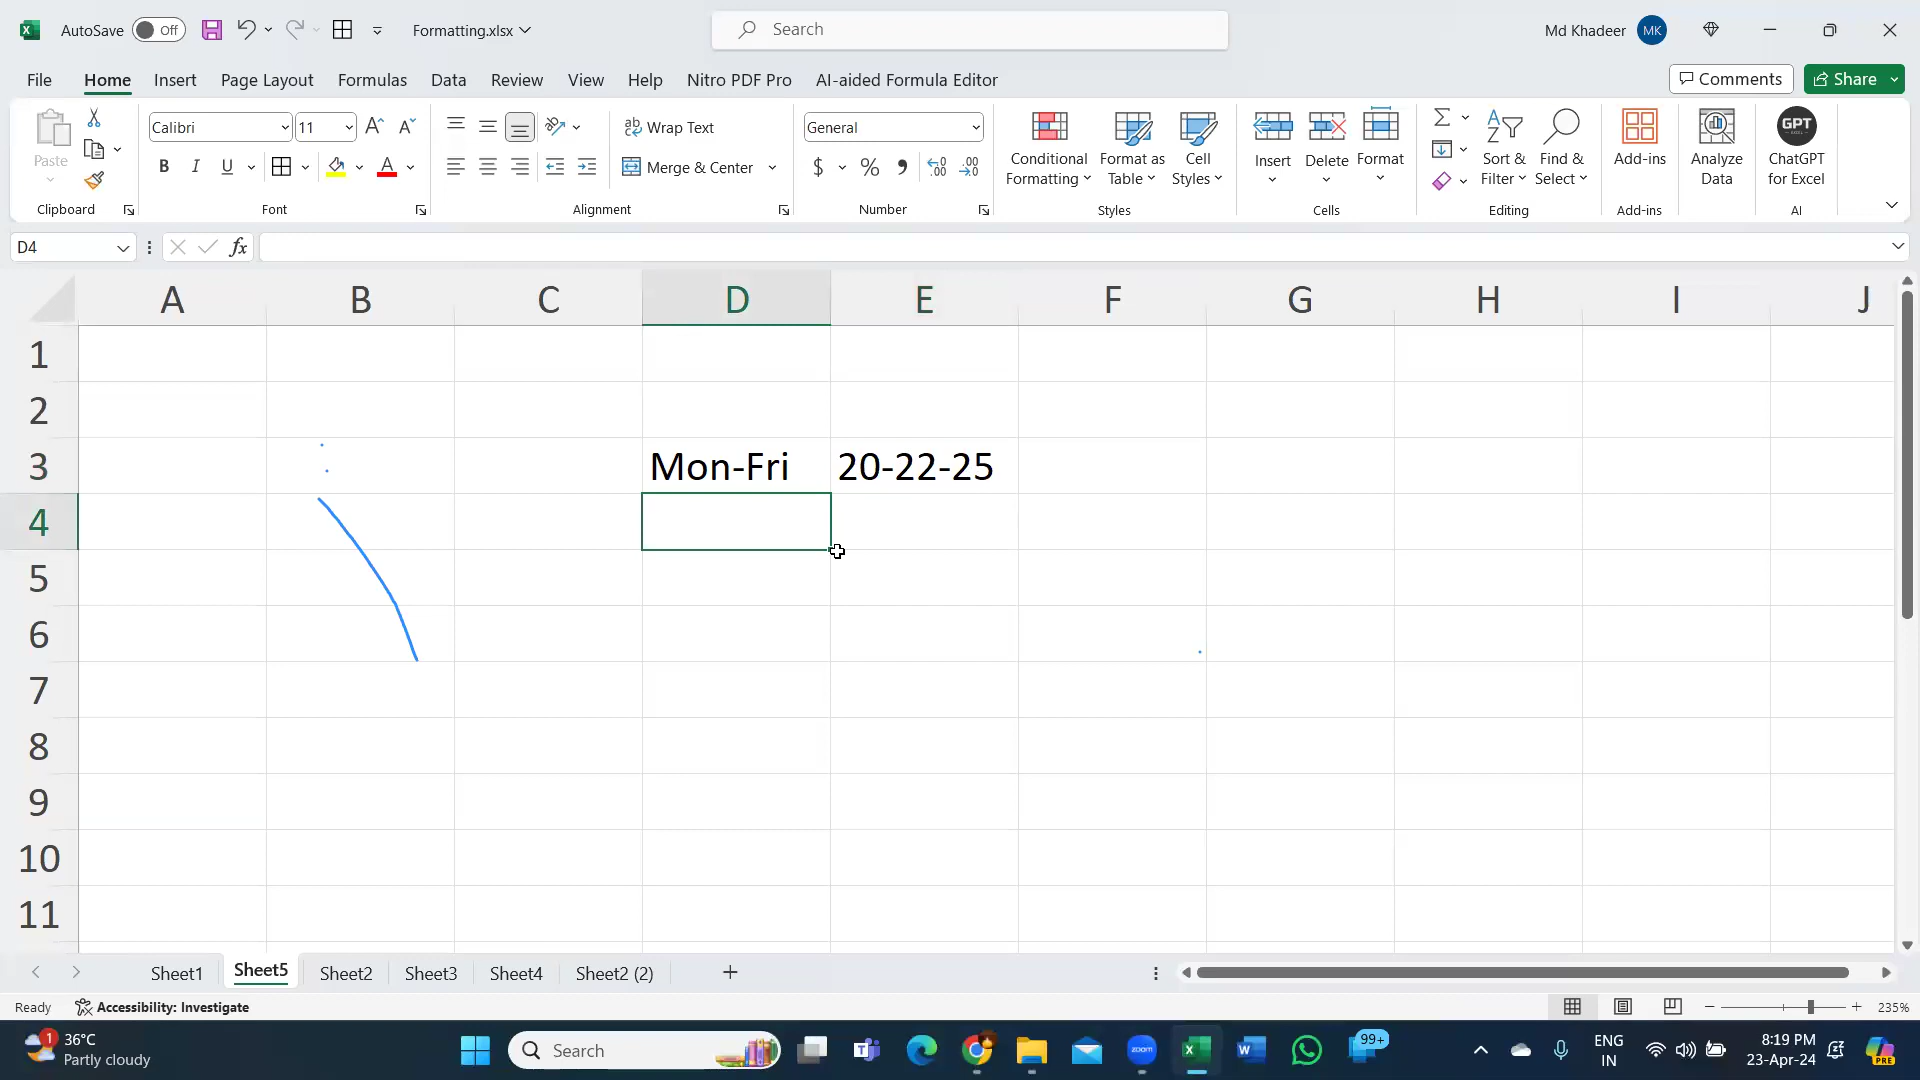 AutoSave Off Formatting.xlsx Search Md Khadeer MK
File Home Insert Page Layout Formulas Data Review View Help Nitro PDF Pro AI-aided Formula Editor Comments Share
Paste Calibri 11 Wrap Text General Conditional Formatting Format as Table Cell Styles Insert Delete Format Sort & Filter Find & Select Add-ins Analyze Data GPT ChatGPT for Excel
B I U Merge & Center $ %
Clipboard Font Alignment Number Styles Cells Editing Add-ins AI
D4 fx
A B C D E F G H I J
1
2
3 Mon-Fri 20-22-25
4
5
6
7
8
9
10
11
Sheet1 Sheet5 Sheet2 Sheet3 Sheet4 Sheet2 (2)
Ready Accessibility: Investigate 235%
1 36°C Search 99+ ENG 8:19 PM
Partly cloudy zoom IN 23-Apr-24 PRE